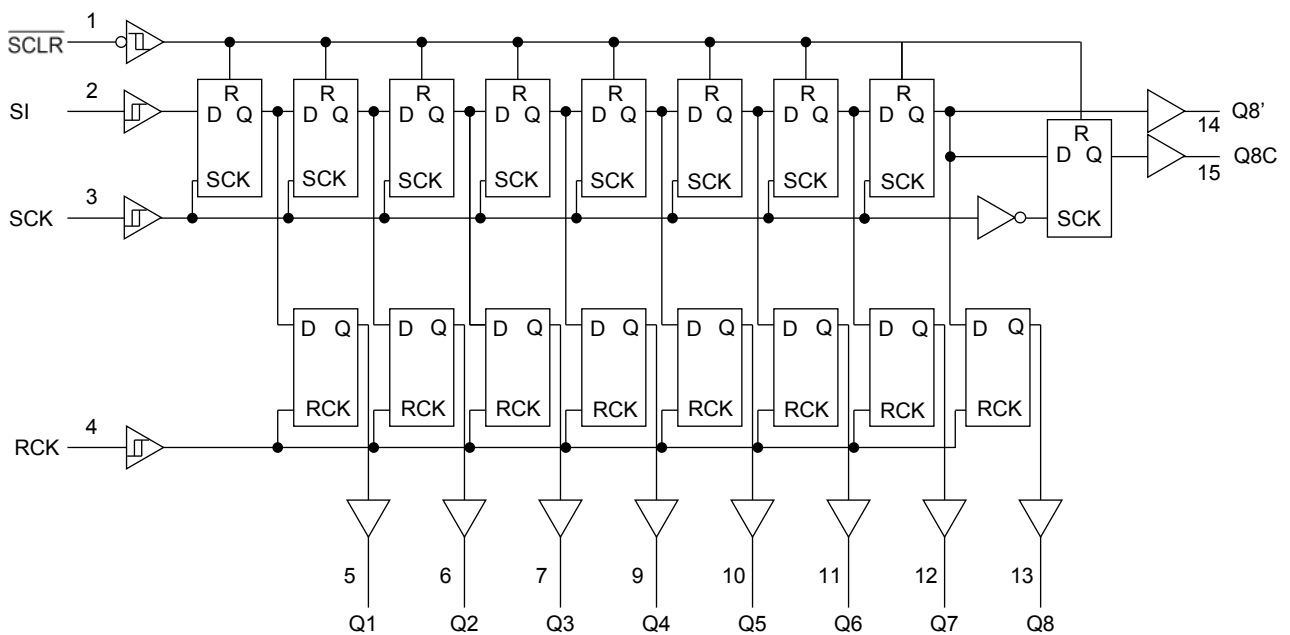 1
SCLR
2
SI
R R R R R R R R
D Q D Q D Q D Q D Q D Q D Q D Q
14 Q8’
R
D Q
Q8C
15
SCK SCK SCK SCK SCK SCK SCK SCK
3
SCK
SCK
D Q D Q D Q D Q D Q D Q D Q D Q
RCK RCK RCK RCK RCK RCK RCK RCK
4
RCK
5 6 7 9 10 11 12 13
Q1 Q2 Q3 Q4 Q5 Q6 Q7 Q8